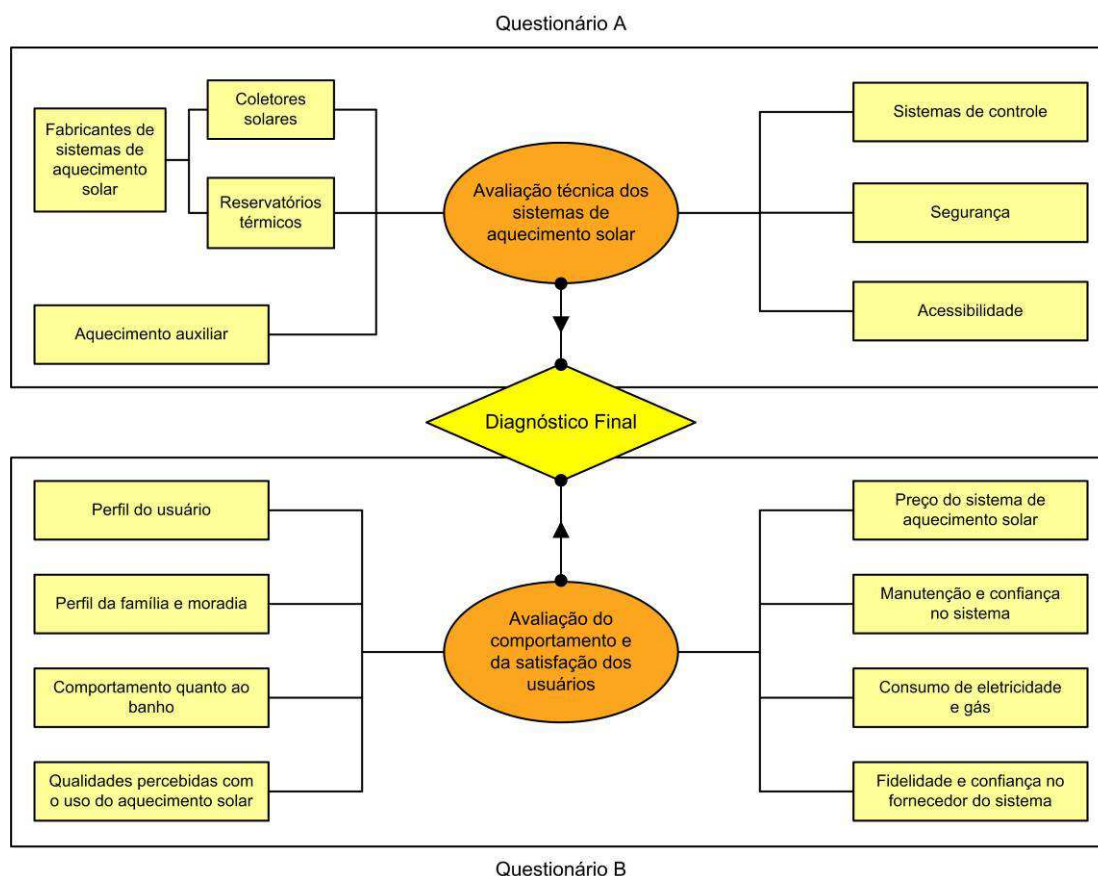 Questionário A
Fabricantes de
sistemas de
aquecimento
solar
Coletores
solares
Reservatórios
térmicos
Aquecimento auxiliar
Avaliação técnica dos
sistemas de
aquecimento solar
Sistemas de controle
Segurança
Acessibilidade
Diagnóstico Final
Perfil do usuário
Perfil da família e moradia
Comportamento quanto ao
banho
Qualidades percebidas com
o uso do aquecimento solar
Avaliação do
comportamento e
da satisfação dos
usuários
Preço do sistema de
aquecimento solar
Manutenção e confiança
no sistema
Consumo de eletricidade
e gás
Fidelidade e confiança no
fornecedor do sistema
Questionário B